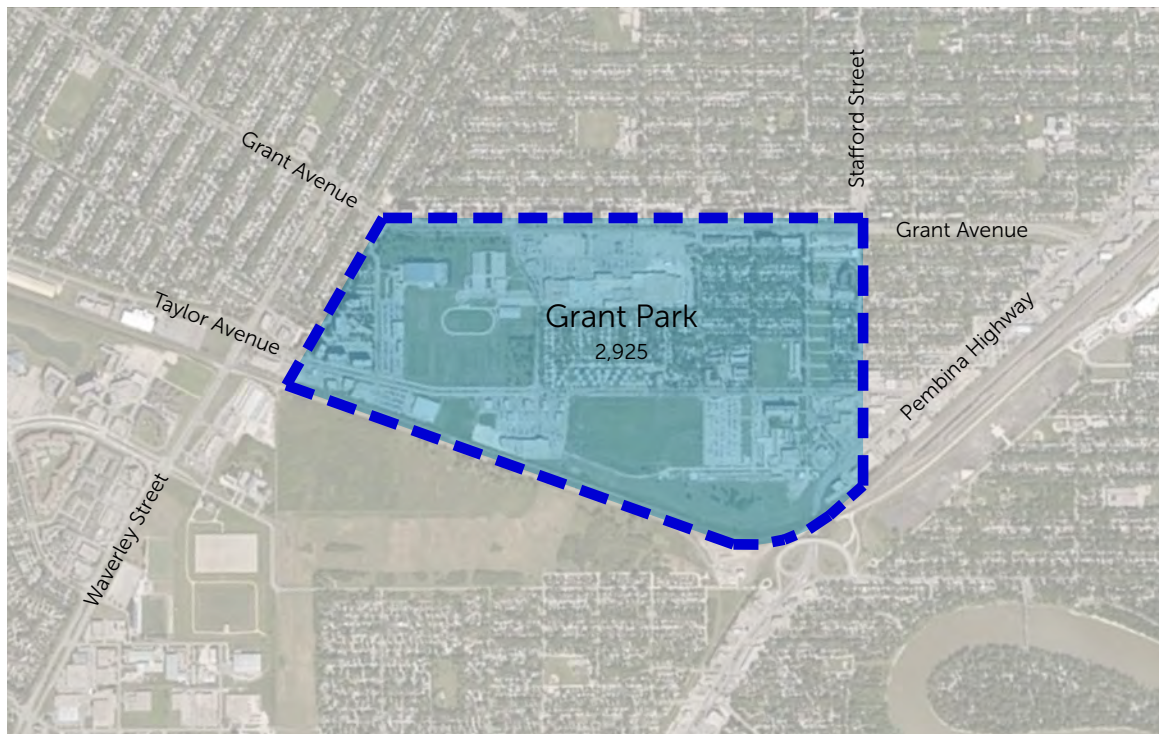 Stafford Street
Grant Avenue
Grant Avenue
Taylor Avenue
Grant Park
2,925
Pembina Highway
Waverley Street